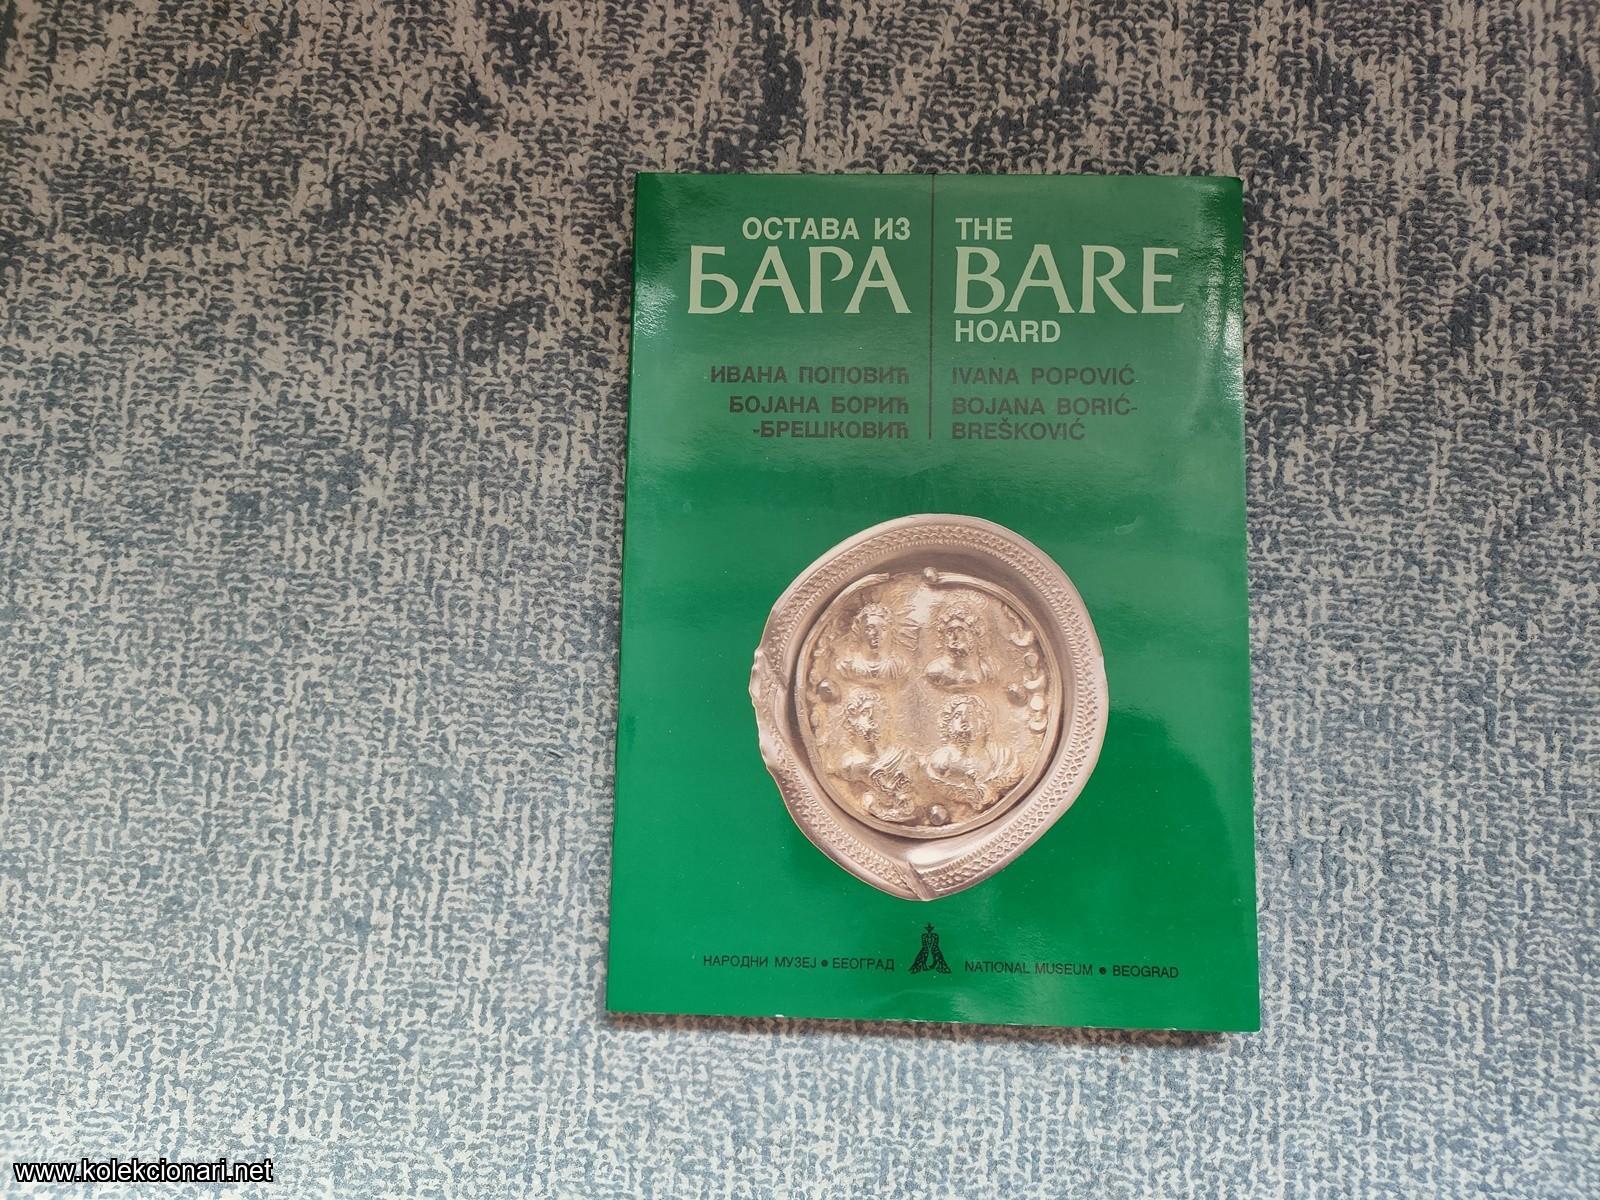 ОСТАВА ИЗ
БАРА
ИВАНА ПОПОВИЋ
БОЈАНА БОРИЋ
-БРЕШКОВИЋ
THE
BARE
HOARD
IVANA POPOVIĆ
BOJANA BORIĆ-
BREŠKOVIĆ
НАРОДНИ МУЗЕЈ • БЕОГРАД
NATIONAL MUSEUM • BEOGRAD
www.kolekcionari.net